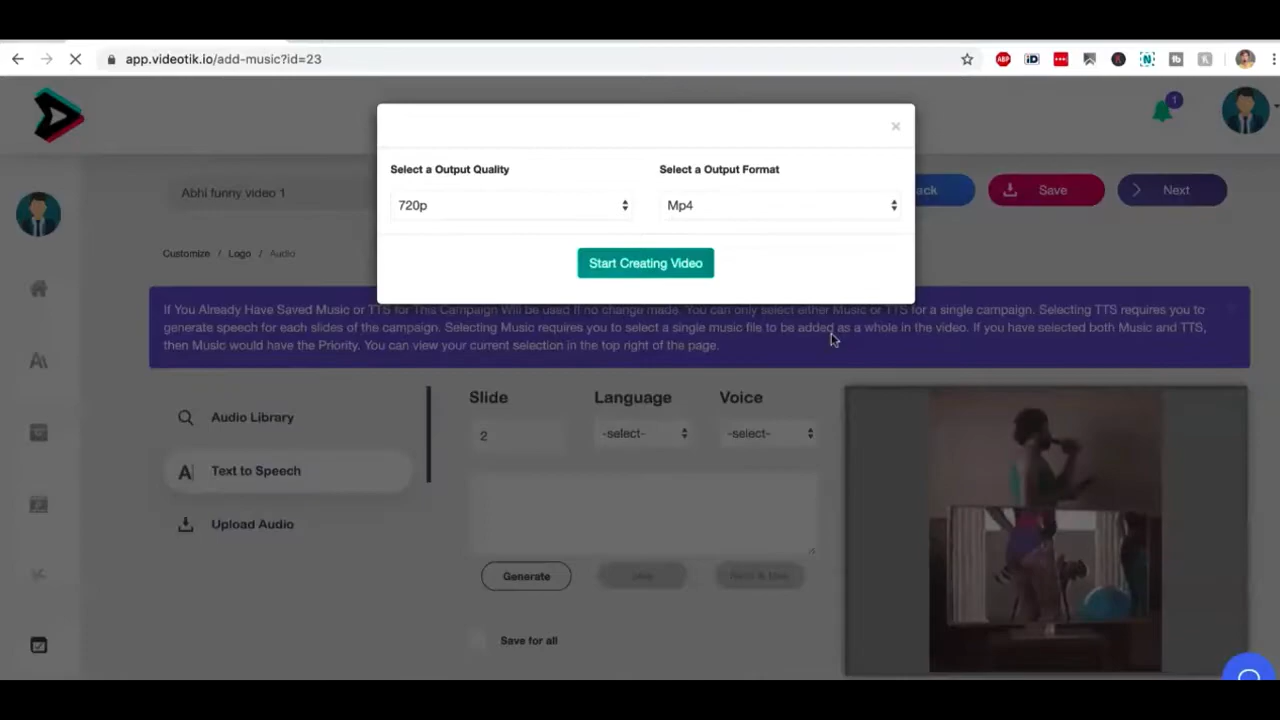 app.videotik.io/add-music?id=23
ABP
iD
N
fb
1
Select a Output Quality
Select a Output Format
720p
Mp4
Start Creating Video
Abhi funny video 1
ack
Save
Next
Customize / Logo / Audio
If You Already Have Saved Music or TTS for This Campaign Will be used if no change made. You can only select either Music or TTS for a single campaign. Selecting TTS requires you to
generate speech for each slides of the campaign. Selecting Music requires you to select a single music file to be added as a whole in the video. If you have selected both Music and TTS,
then Music would have the Priority. You can view your current selection in the top right of the page.
Audio Library
Text to Speech
Upload Audio
Slide
Language
Voice
2
-select-
-select-
Generate
Save for all